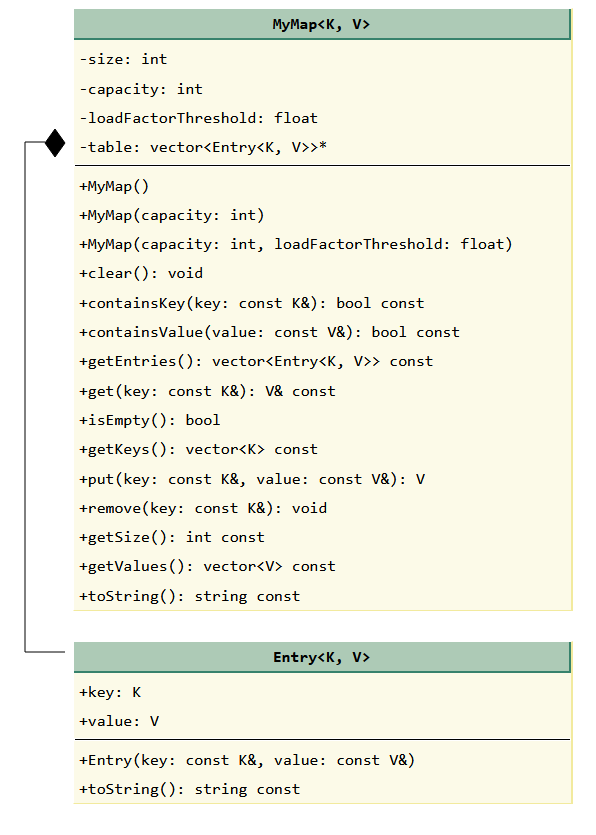 MyMap<K, V>
-size: int
-capacity: int
-loadFactorThreshold: float
-table: vector<Entry<K, V>>*
+MyMap()
+MyMap(capacity: int)
+MyMap(capacity: int, loadFactorThreshold: float)
+clear(): void
+containsKey(key: const K&): bool const
+containsValue(value: const V&): bool const
+getEntries(): vector<Entry<K, V>> const
+get(key: const K&): V& const
+isEmpty(): bool
+getKeys(): vector<K> const
+put(key: const K&, value: const V&): V
+remove(key: const K&): void
+getSize(): int const
+getValues(): vector<V> const
+toString(): string const
Entry<K, V>
+key: K
+value: V
+Entry(key: const K&, value: const V&)
+toString(): string const